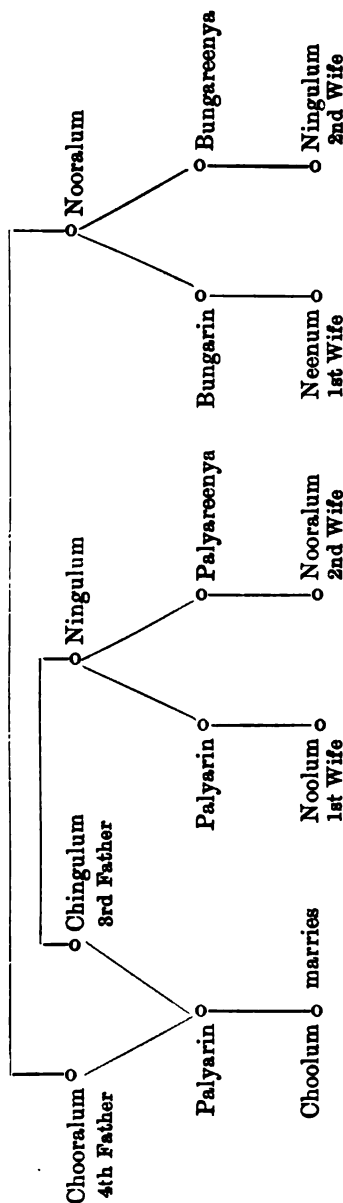 Chooralum
4th Father
Chingulum
3rd Father
Ningulum
Nooralum
Palyarin
Palyarin
Palyareenya
Bungarin
Bungareenya
Choolum marries
Noolum
1st Wife
Nooralum
2nd Wife
Neenum
1st Wife
Ningulum
2nd Wife